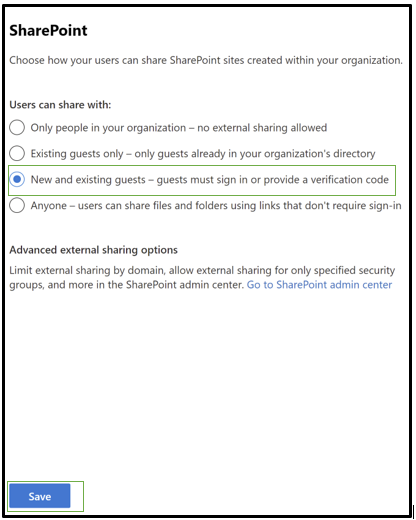 SharePoint
Choose how your users can share SharePoint sites created within your organization.
Users can share with:
Only people in your organization – no external sharing allowed
Existing guests only – only guests already in your organization's directory
New and existing guests – guests must sign in or provide a verification code
Anyone – users can share files and folders using links that don't require sign-in
Advanced external sharing options
Limit external sharing by domain, allow external sharing for only specified security
groups, and more in the SharePoint admin center. Go to SharePoint admin center
Save